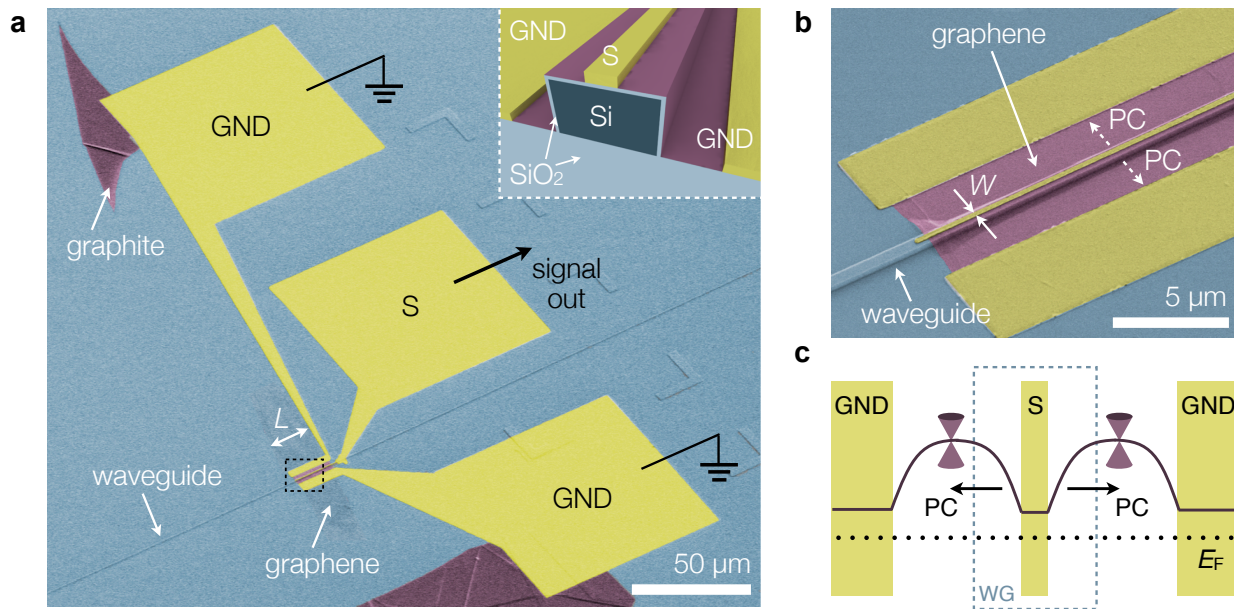 a
GND
graphite
S
signal
out
L
waveguide
graphene
GND
50 µm
GND
S
Si
GND
SiO2
b
graphene
PC
PC
W
waveguide
5 µm
c
GND
S
GND
PC
PC
EF
WG